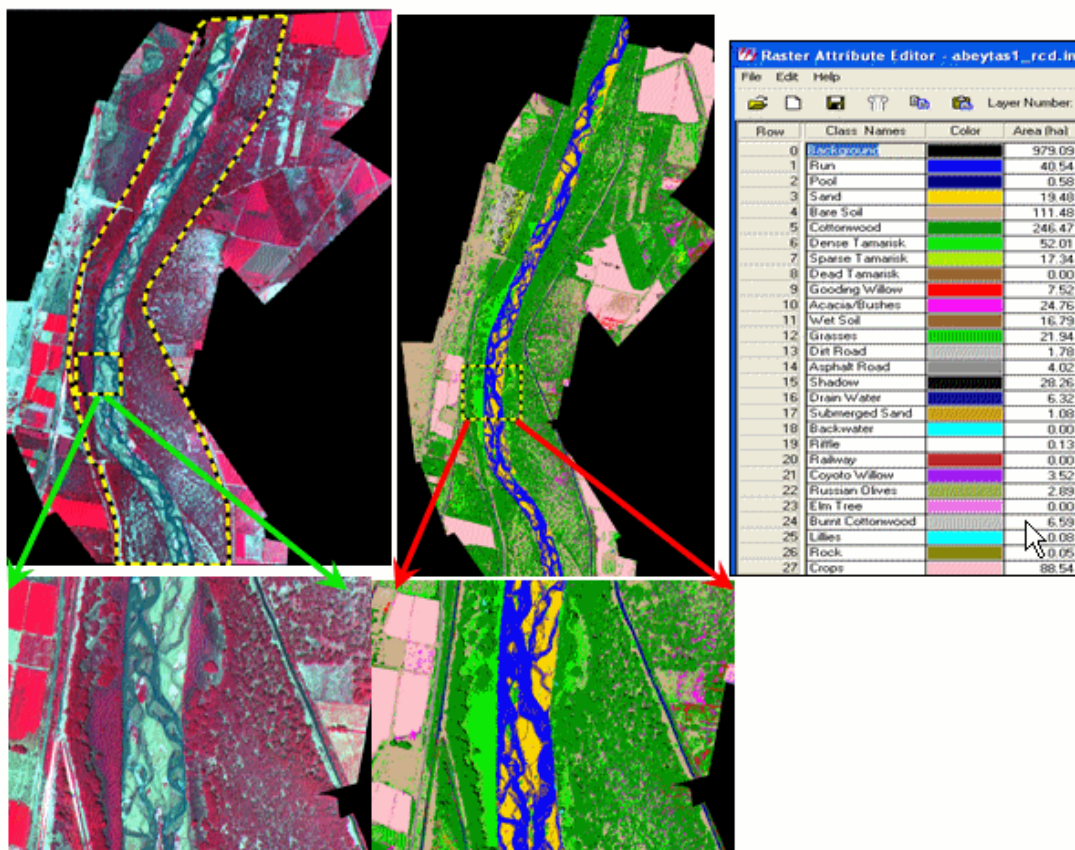 Raster Attribute Editor - abeytas1_rcd.in
File Edit Help
Layer Number:
Row Class Names Color Area (ha)
0 Background 979.09
1 Run 40.54
2 Pool 0.58
3 Sand 19.48
4 Bare Soil 111.48
5 Cottonwood 246.47
6 Dense Tamarisk 52.01
7 Sparse Tamarisk 17.34
8 Dead Tamarisk 0.00
9 Gooding Willow 7.52
10 Acacia/Bushes 24.76
11 Wet Soil 16.79
12 Grasses 21.94
13 Dirt Road 1.78
14 Asphalt Road 4.02
15 Shadow 28.26
16 Drain Water 6.32
17 Submerged Sand 1.08
18 Backwater 0.00
19 Riffle 0.13
20 Railway 0.00
21 Coyoto Willow 3.52
22 Russian Olives 2.89
23 Elm Tree 0.00
24 Burnt Cottonwood 6.59
25 Lillies 0.08
26 Rock 0.05
27 Crops 88.54